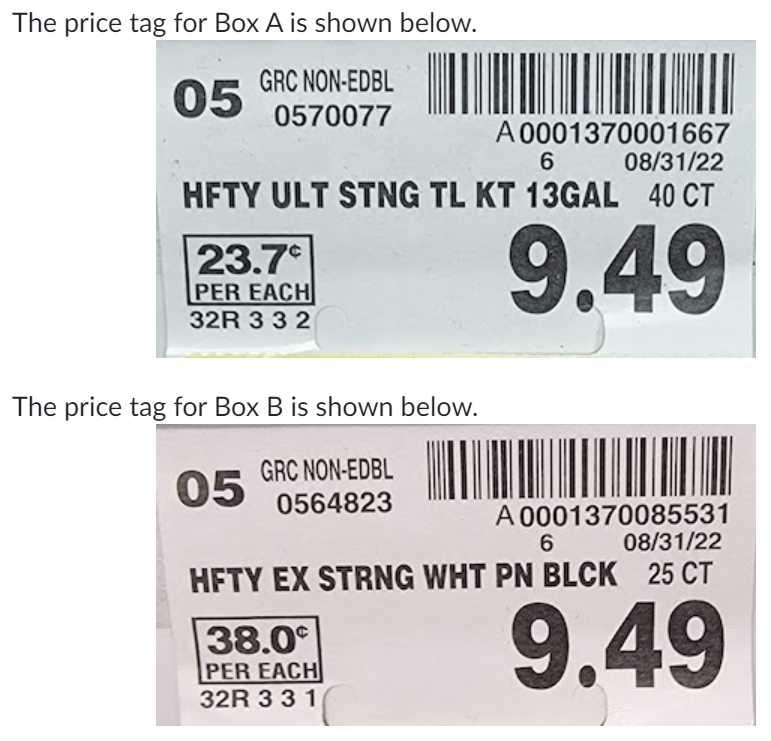 The price tag for Box A is shown below.
05 GRC NON-EDBL
0570077
A0001370001667
6 08/31/22
HFTY ULT STNG TL KT 13GAL 40 CT
23.7¢ 9.49
PER EACH
32R 3 3 2
The price tag for Box B is shown below.
05 GRC NON-EDBL
0564823
A0001370085531
6 08/31/22
HFTY EX STRNG WHT PN BLCK 25 CT
38.0¢ 9.49
PER EACH
32R 3 3 1